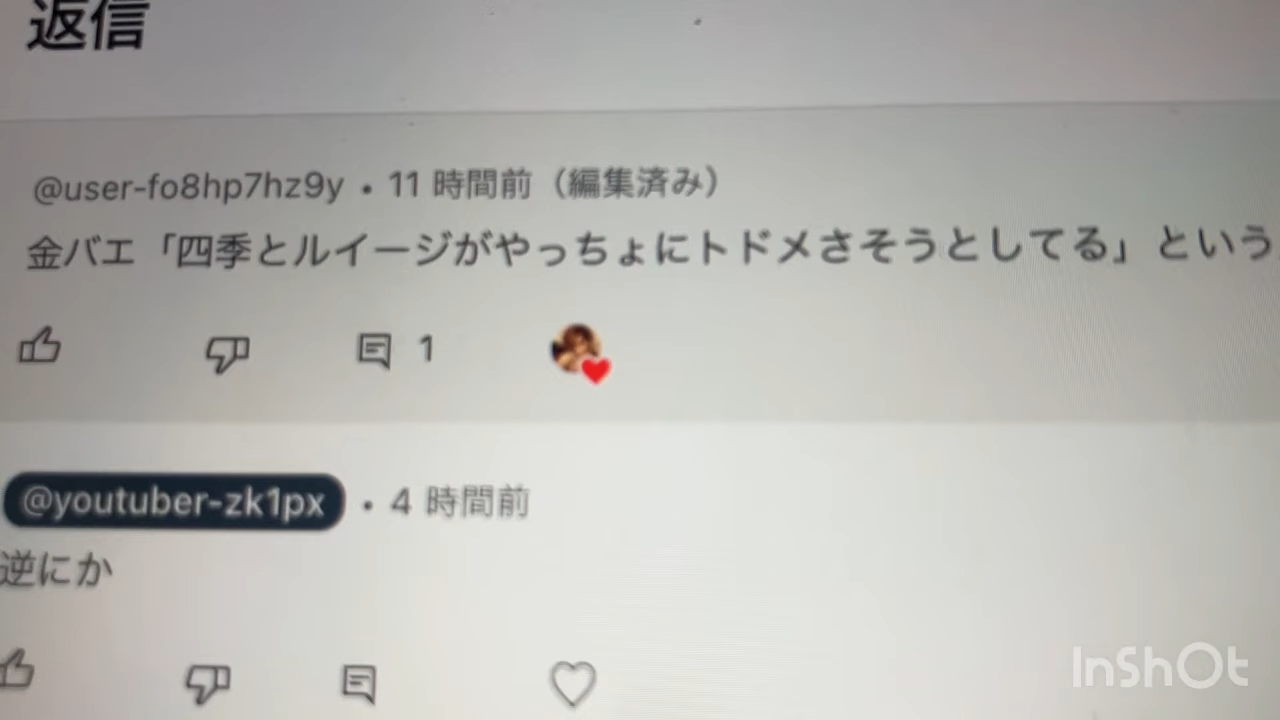 返信
@user-fo8hp7hz9y・11 時間前（編集済み）
金バエ「四季とルイージがやっちょにトドメさそうとしてる」という
1
@youtuber-zk1px・4 時間前
逆にか
InShOt